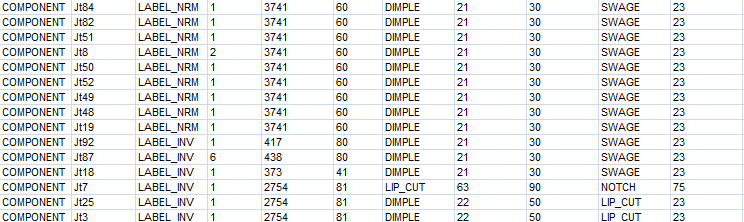 COMPONENT Jt84 LABEL_NRM 1 3741 60 DIMPLE 21 30 SWAGE 23
COMPONENT Jt82 LABEL_NRM 1 3741 60 DIMPLE 21 30 SWAGE 23
COMPONENT Jt51 LABEL_NRM 1 3741 60 DIMPLE 21 30 SWAGE 23
COMPONENT Jt8 LABEL_NRM 2 3741 60 DIMPLE 21 30 SWAGE 23
COMPONENT Jt50 LABEL_NRM 1 3741 60 DIMPLE 21 30 SWAGE 23
COMPONENT Jt52 LABEL_NRM 1 3741 60 DIMPLE 21 30 SWAGE 23
COMPONENT Jt49 LABEL_NRM 1 3741 60 DIMPLE 21 30 SWAGE 23
COMPONENT Jt48 LABEL_NRM 1 3741 60 DIMPLE 21 30 SWAGE 23
COMPONENT Jt19 LABEL_NRM 1 3741 60 DIMPLE 21 30 SWAGE 23
COMPONENT Jt92 LABEL_INV 1 417 80 DIMPLE 21 30 SWAGE 23
COMPONENT Jt87 LABEL_INV 6 438 80 DIMPLE 21 30 SWAGE 23
COMPONENT Jt18 LABEL_INV 1 373 41 DIMPLE 21 30 SWAGE 23
COMPONENT Jt7 LABEL_INV 1 2754 81 LIP_CUT 63 90 NOTCH 75
COMPONENT Jt25 LABEL_INV 1 2754 81 DIMPLE 22 50 LIP_CUT 23
COMPONENT Jt3 LABEL_INV 1 2754 81 DIMPLE 22 50 LIP_CUT 23